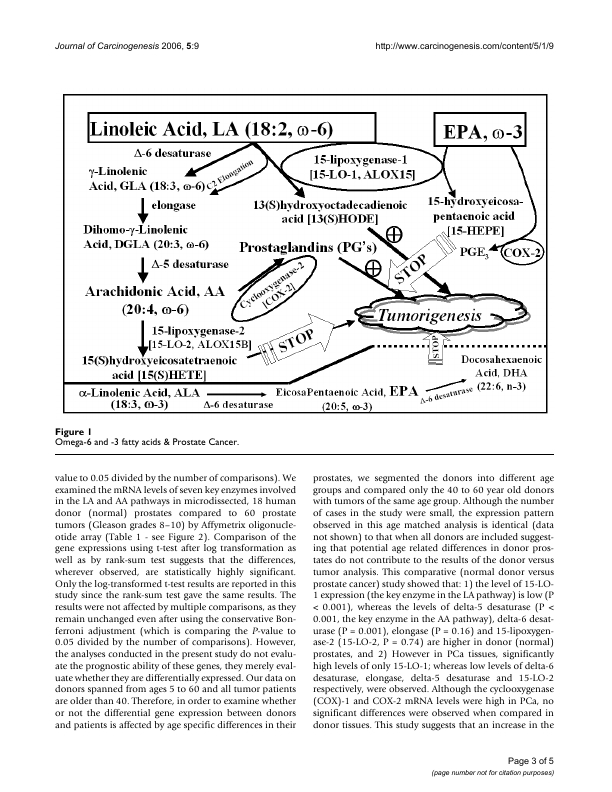 Journal of Carcinogenesis 2006, 5:9
http://www.carcinogenesis.com/content/5/1/9
Linoleic Acid, LA (18:2, ω-6)
EPA, ω-3
Δ-6 desaturase
γ-Linolenic
Acid, GLA (18:3, ω-6)
C2 Elongation
15-lipoxygenase-1
[15-LO-1, ALOX15]
elongase
13(S)hydroxyoctadecadienoic
acid [13(S)HODE]
15-hydroxyeicosa-
pentaenoic acid
[15-HEPE]
Dihomo-γ-Linolenic
Acid, DGLA (20:3, ω-6)
Prostaglandins (PG's)
PGE3
COX-2
STOP
Δ-5 desaturase
Cyclooxygenase-2
[COX-2]
Arachidonic Acid, AA
(20:4, ω-6)
Tumorigenesis
15-lipoxygenase-2
[15-LO-2, ALOX15B]
STOP
STOP
15(S)hydroxyeicosatetraenoic
acid [15(S)HETE]
Docosahexaenoic
Acid, DHA
(22:6, n-3)
α-Linolenic Acid, ALA
(18:3, ω-3)
Δ-6 desaturase
EicosaPentaenoic Acid, EPA
(20:5, ω-3)
Δ-6 desaturase
Figure 1
Omega-6 and -3 fatty acids & Prostate Cancer.
value to 0.05 divided by the number of comparisons). We
examined the mRNA levels of seven key enzymes involved
in the LA and AA pathways in microdissected, 18 human
donor (normal) prostates compared to 60 prostate
tumors (Gleason grades 8–10) by Affymetrix oligonucle-
otide array (Table 1 - see Figure 2). Comparison of the
gene expressions using t-test after log transformation as
well as by rank-sum test suggests that the differences,
wherever observed, are statistically highly significant.
Only the log-transformed t-test results are reported in this
study since the rank-sum test gave the same results. The
results were not affected by multiple comparisons, as they
remain unchanged even after using the conservative Bon-
ferroni adjustment (which is comparing the P-value to
0.05 divided by the number of comparisons). However,
the analyses conducted in the present study do not evalu-
ate the prognostic ability of these genes, they merely eval-
uate whether they are differentially expressed. Our data on
donors spanned from ages 5 to 60 and all tumor patients
are older than 40. Therefore, in order to examine whether
or not the differential gene expression between donors
and patients is affected by age specific differences in their
prostates, we segmented the donors into different age
groups and compared only the 40 to 60 year old donors
with tumors of the same age group. Although the number
of cases in the study were small, the expression pattern
observed in this age matched analysis is identical (data
not shown) to that when all donors are included suggest-
ing that potential age related differences in donor pros-
tates do not contribute to the results of the donor versus
tumor analysis. This comparative (normal donor versus
prostate cancer) study showed that: 1) the level of 15-LO-
1 expression (the key enzyme in the LA pathway) is low (P
< 0.001), whereas the levels of delta-5 desaturase (P <
0.001, the key enzyme in the AA pathway), delta-6 desat-
urase (P = 0.001), elongase (P = 0.16) and 15-lipoxygen-
ase-2 (15-LO-2, P = 0.74) are higher in donor (normal)
prostates, and 2) However in PCa tissues, significantly
high levels of only 15-LO-1; whereas low levels of delta-6
desaturase, elongase, delta-5 desaturase and 15-LO-2
respectively, were observed. Although the cyclooxygenase
(COX)-1 and COX-2 mRNA levels were high in PCa, no
significant differences were observed when compared in
donor tissues. This study suggests that an increase in the
Page 3 of 5
(page number not for citation purposes)